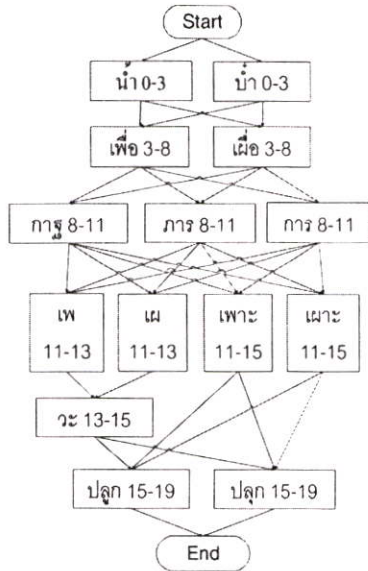 Start
น้ำ 0-3 บ่ำ 0-3
เพื่อ 3-8 เผื่อ 3-8
กาฐ 8-11 ภาร 8-11 การ 8-11
เพ เผ เพาะ เผาะ
11-13 11-13 11-15 11-15
วะ 13-15
ปลูก 15-19 ปลุก 15-19
End